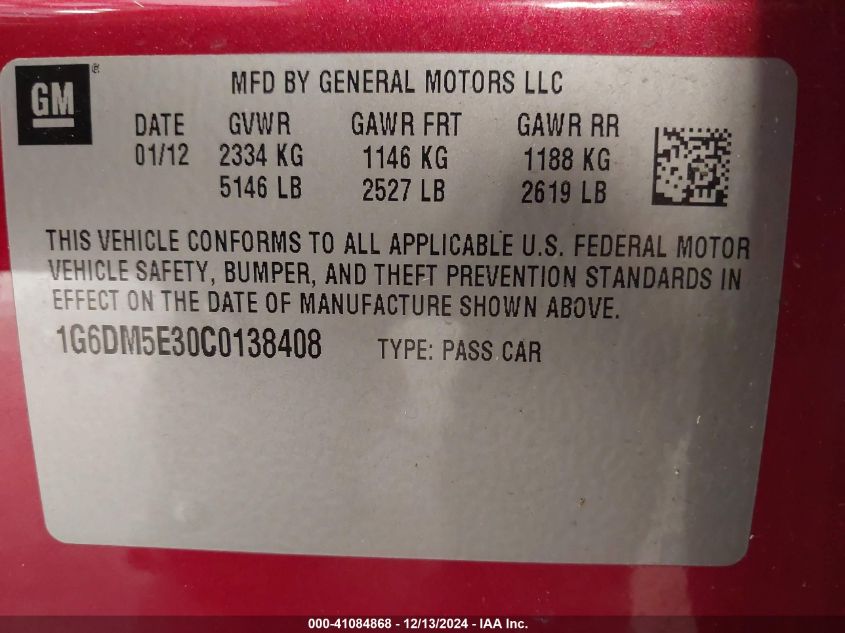 GM®
MFD BY GENERAL MOTORS LLC
DATE GVWR GAWR FRT GAWR RR
01/12 2334 KG 1146 KG 1188 KG
5146 LB 2527 LB 2619 LB
THIS VEHICLE CONFORMS TO ALL APPLICABLE U.S. FEDERAL MOTOR
VEHICLE SAFETY, BUMPER, AND THEFT PREVENTION STANDARDS IN
EFFECT ON THE DATE OF MANUFACTURE SHOWN ABOVE.
1G6DM5E30C0138408 TYPE: PASS CAR
000-41084868 - 12/13/2024 - IAA Inc.